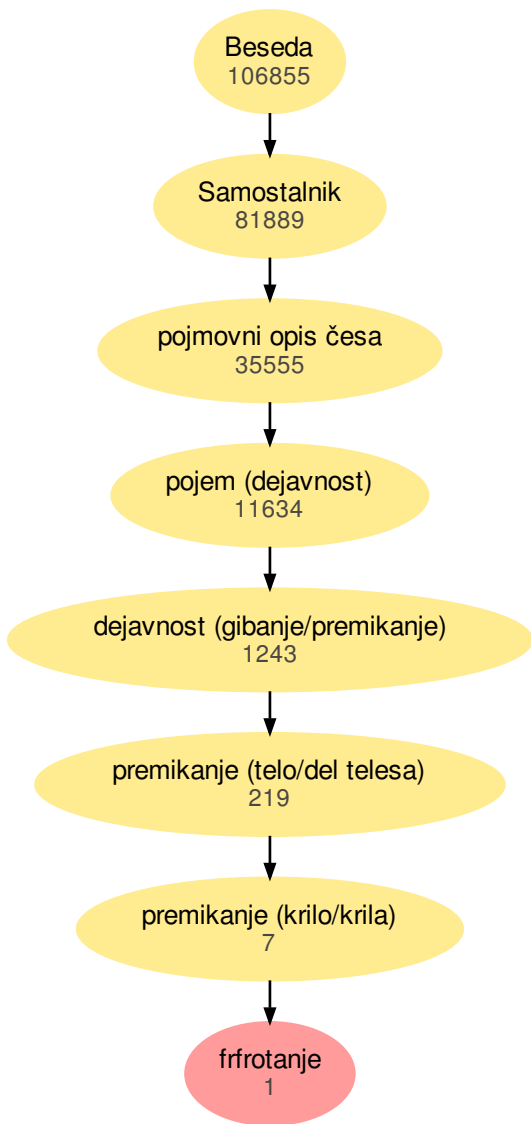 Beseda
106855
Samostalnik
81889
pojmovni opis česa
35555
pojem (dejavnost)
11634
dejavnost (gibanje/premikanje)
1243
premikanje (telo/del telesa)
219
premikanje (krilo/krila)
7
frfrotanje
1